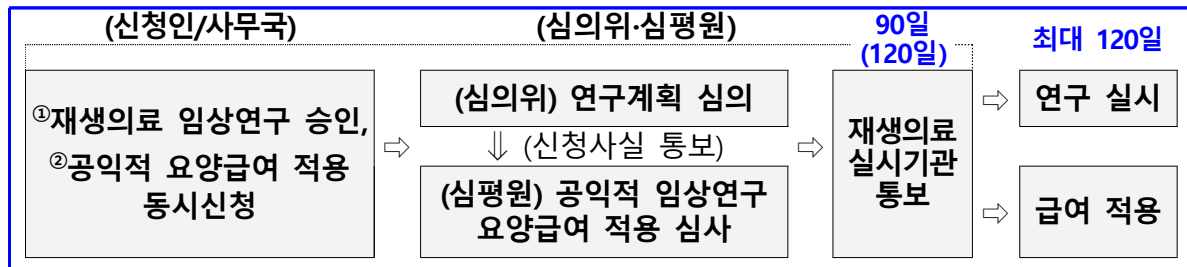 (신청인/사무국)
(심의위·심평원)
90일
(120일)
최대 120일
①재생의료 임상연구 승인,
②공익적 요양급여 적용
동시신청
⇨
(심의위) 연구계획 심의
⇓ (신청사실 통보)
(심평원) 공익적 임상연구
요양급여 적용 심사
⇨
재생의료
실시기관
통보
⇨ 연구 실시
⇨ 급여 적용